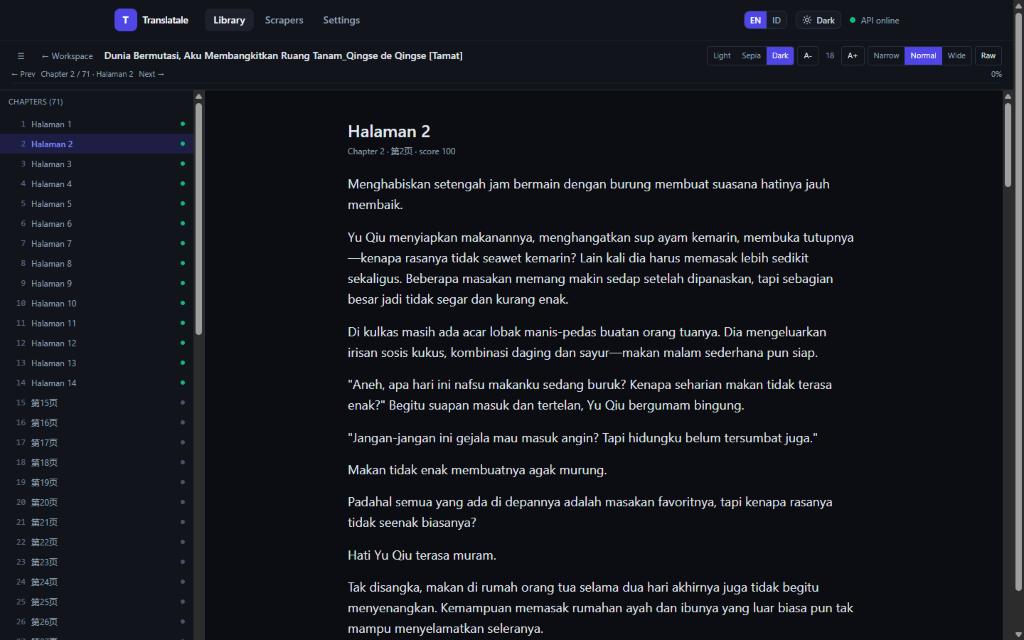 T Translatale Library Scrapers Settings EN ID Dark API online
← Workspace Dunia Bermutasi, Aku Membangkitkan Ruang Tanam_Qingse de Qingse [Tamat] Light Sepia Dark A- 18 A+ Narrow Normal Wide Raw
← Prev Chapter 2 / 71 · Halaman 2 Next → 0%
CHAPTERS (71)
1 Halaman 1
2 Halaman 2
3 Halaman 3
4 Halaman 4
5 Halaman 5
6 Halaman 6
7 Halaman 7
8 Halaman 8
9 Halaman 9
10 Halaman 10
11 Halaman 11
12 Halaman 12
13 Halaman 13
14 Halaman 14
15 第15页
16 第16页
17 第17页
18 第18页
19 第19页
20 第20页
21 第21页
22 第22页
23 第23页
24 第24页
25 第25页
26 第26页
Halaman 2
Chapter 2 · 第2页 · score 100
Menghabiskan setengah jam bermain dengan burung membuat suasana hatinya jauh
membaik.
Yu Qiu menyiapkan makanannya, menghangatkan sup ayam kemarin, membuka tutupnya
—kenapa rasanya tidak seawet kemarin? Lain kali dia harus memasak lebih sedikit
sekaligus. Beberapa masakan memang makin sedap setelah dipanaskan, tapi sebagian
besar jadi tidak segar dan kurang enak.
Di kulkas masih ada acar lobak manis-pedas buatan orang tuanya. Dia mengeluarkan
irisan sosis kukus, kombinasi daging dan sayur—makan malam sederhana pun siap.
"Aneh, apa hari ini nafsu makanku sedang buruk? Kenapa seharian makan tidak terasa
enak?" Begitu suapan masuk dan tertelan, Yu Qiu bergumam bingung.
"Jangan-jangan ini gejala mau masuk angin? Tapi hidungku belum tersumbat juga."
Makan tidak enak membuatnya agak murung.
Padahal semua yang ada di depannya adalah masakan favoritnya, tapi kenapa rasanya
tidak seenak biasanya?
Hati Yu Qiu terasa muram.
Tak disangka, makan di rumah orang tua selama dua hari akhirnya juga tidak begitu
menyenangkan. Kemampuan memasak rumahan ayah dan ibunya yang luar biasa pun tak
mampu menyelamatkan seleranya.